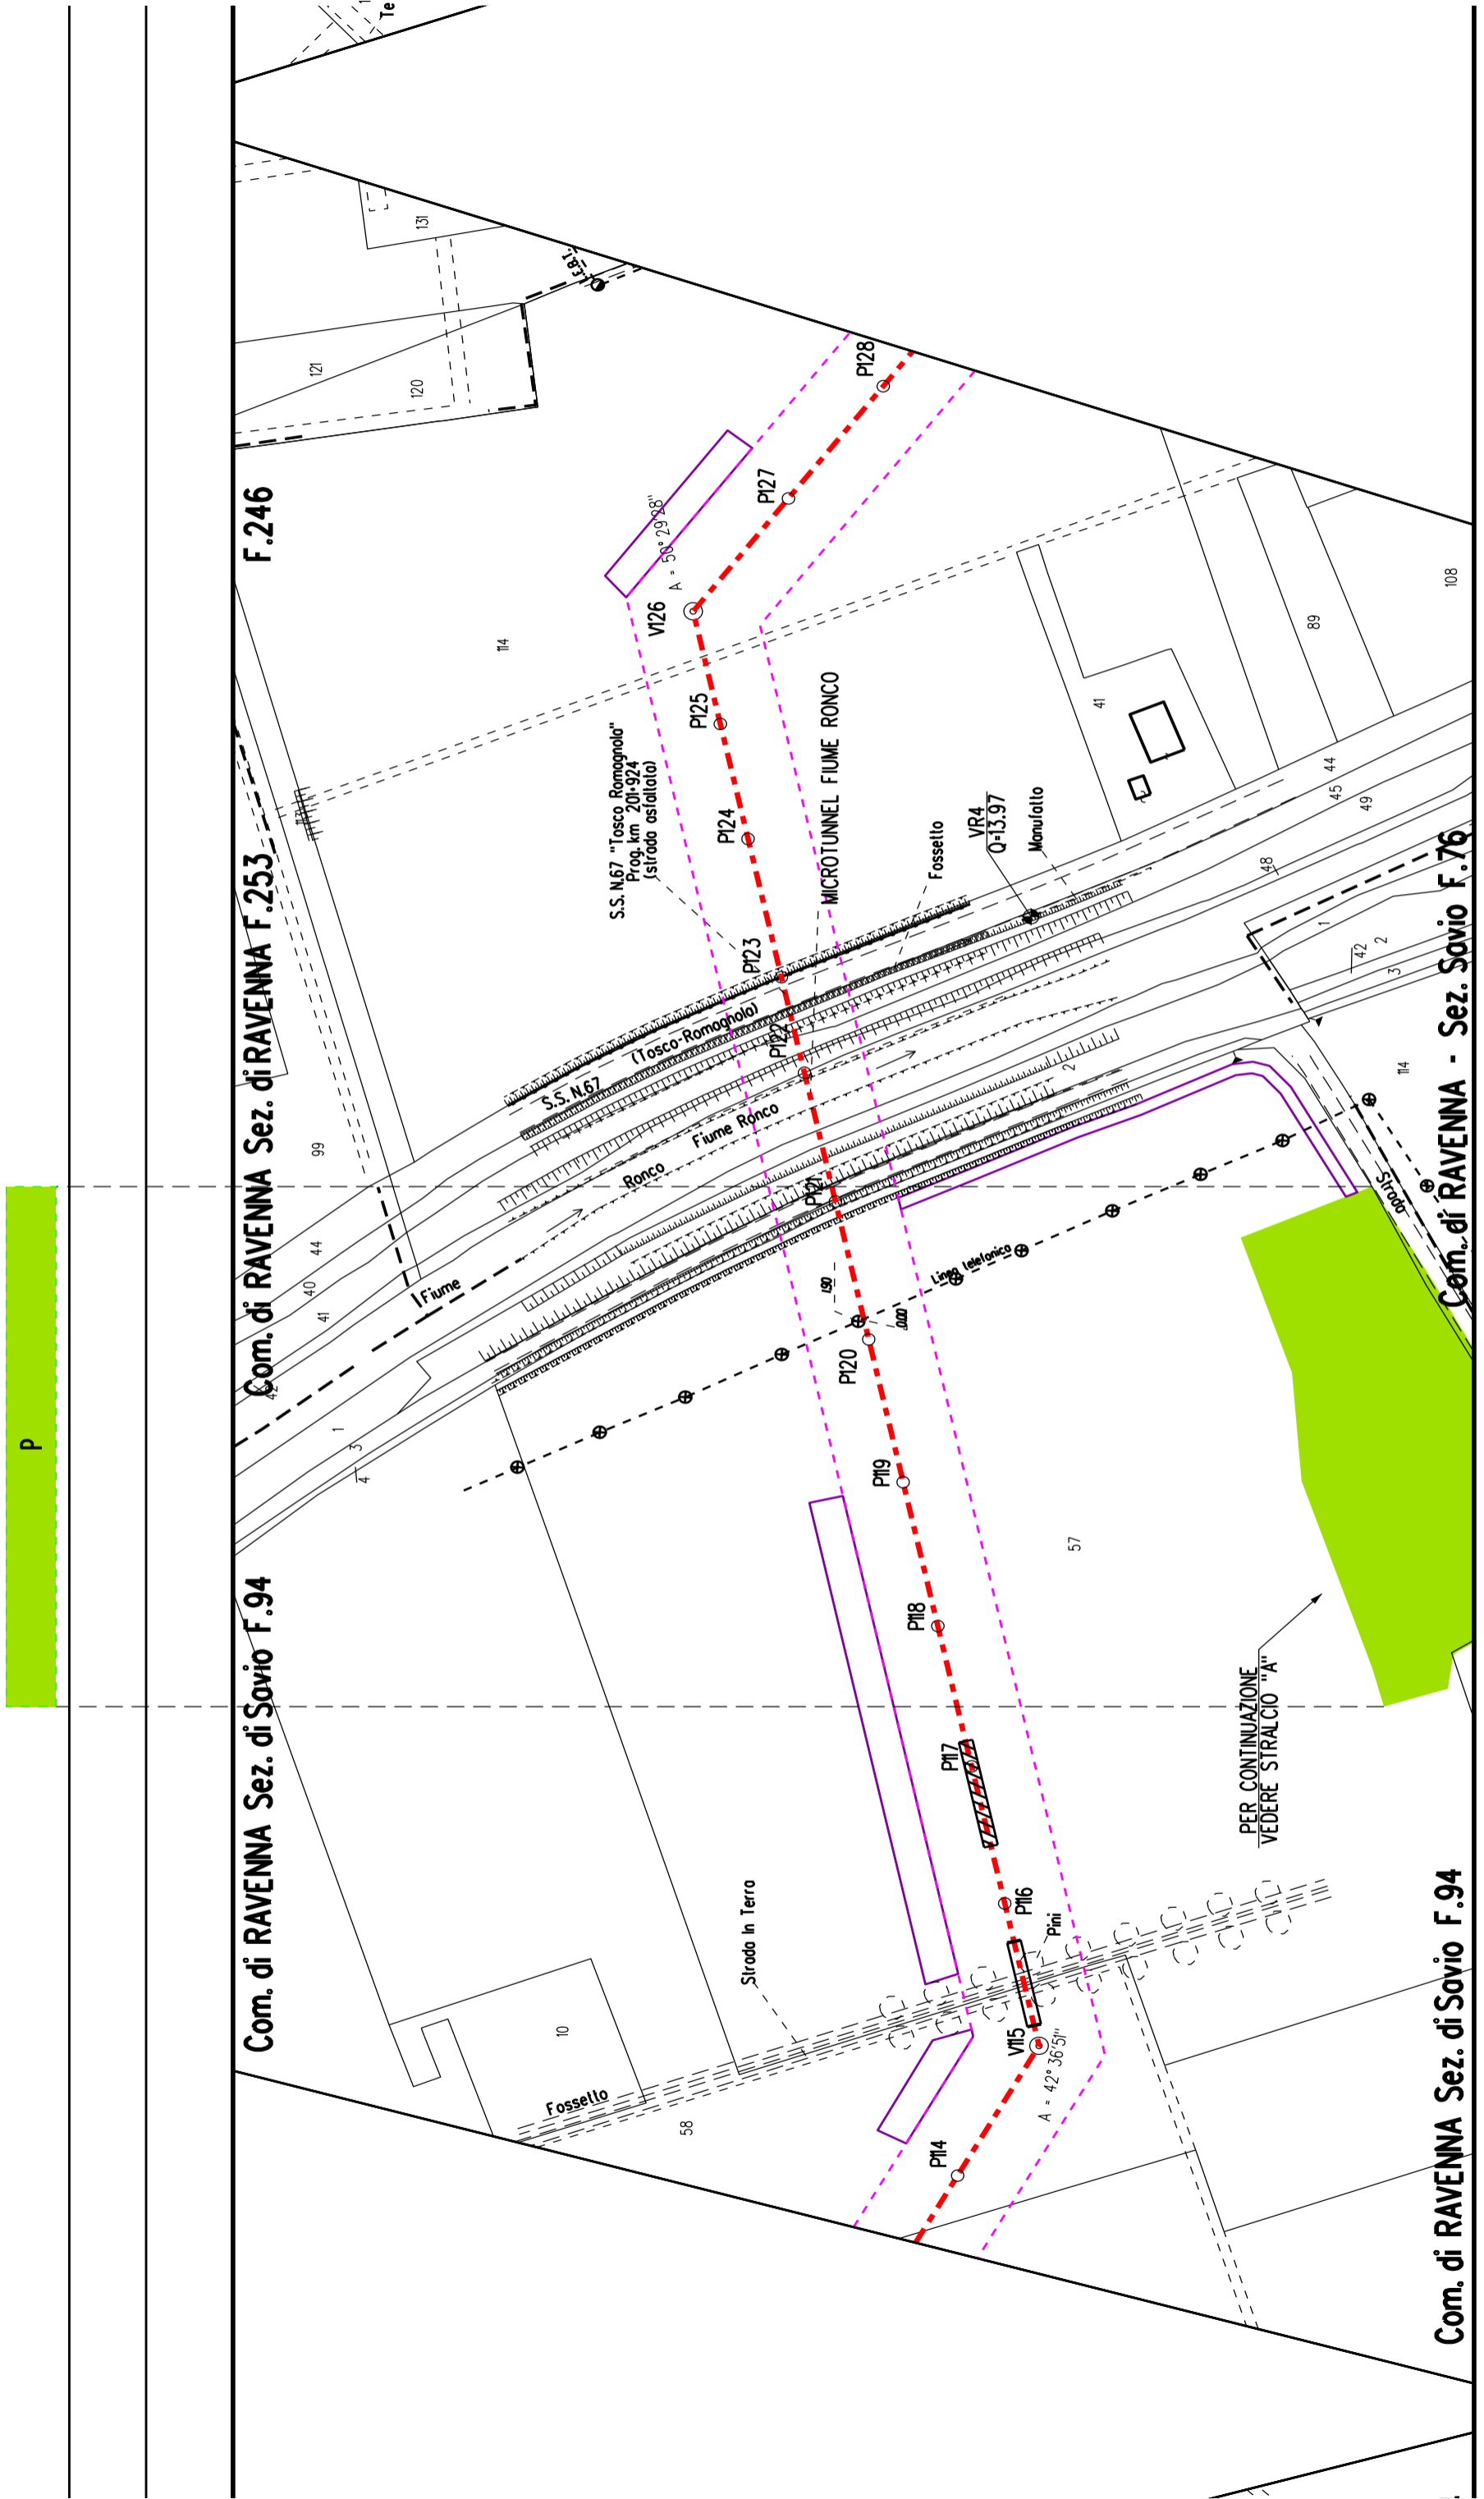 P
Com. di RAVENNA Sez. di Savio F.94
Com. di RAVENNA Sez. di RAVENNA F.253
F.246
Com. di RAVENNA Sez. di Savio F.94
Com. di RAVENNA - Sez. Savio F.76
Te
10
58
Fossetto
Strada In Terra
Pini
P114
V115
A = 42° 36'51"
P116
P117
P118
P119
P120
P121
P122
P123
P124
P125
V126
A = 50° 29'28"
P127
P128
57
PER CONTINUAZIONE
VEDERE STRALCIO "A"
Linea telefonica
Strada
Fiume
Ronco
Fiume Ronco
S.S. N.67
(Tosco-Romagnola)
S.S. N.67 "Tosco Romagnola"
Prog. km 201+924
(strada asfaltata)
MICROTUNNEL FIUME RONCO
Fossetto
VR4
Q=13.97
Manufatto
4
3
1
42
41
40
44
99
113
114
121
120
131
41
2
44
45
49
48
89
108
1
42
2
3
114
2